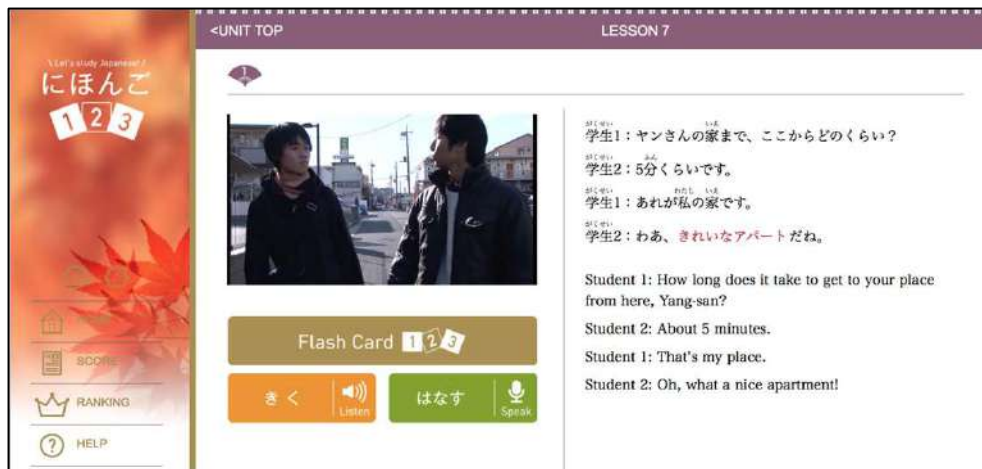 <UNIT TOP
LESSON 7
\ Let's study Japanese! /
にほんご
1 2 3
1
がくせい いえ
学生1：ヤンさんの家まで、ここからどのくらい？
がくせい ふん
学生2：5分くらいです。
がくせい わたし いえ
学生1：あれが私の家です。
がくせい
学生2：わあ、きれいなアパートだね。
Student 1: How long does it take to get to your place
from here, Yang-san?
Student 2: About 5 minutes.
Student 1: That's my place.
Student 2: Oh, what a nice apartment!
Flash Card 1 2 3
きく
Listen
はなす
Speak
SCORE
RANKING
HELP